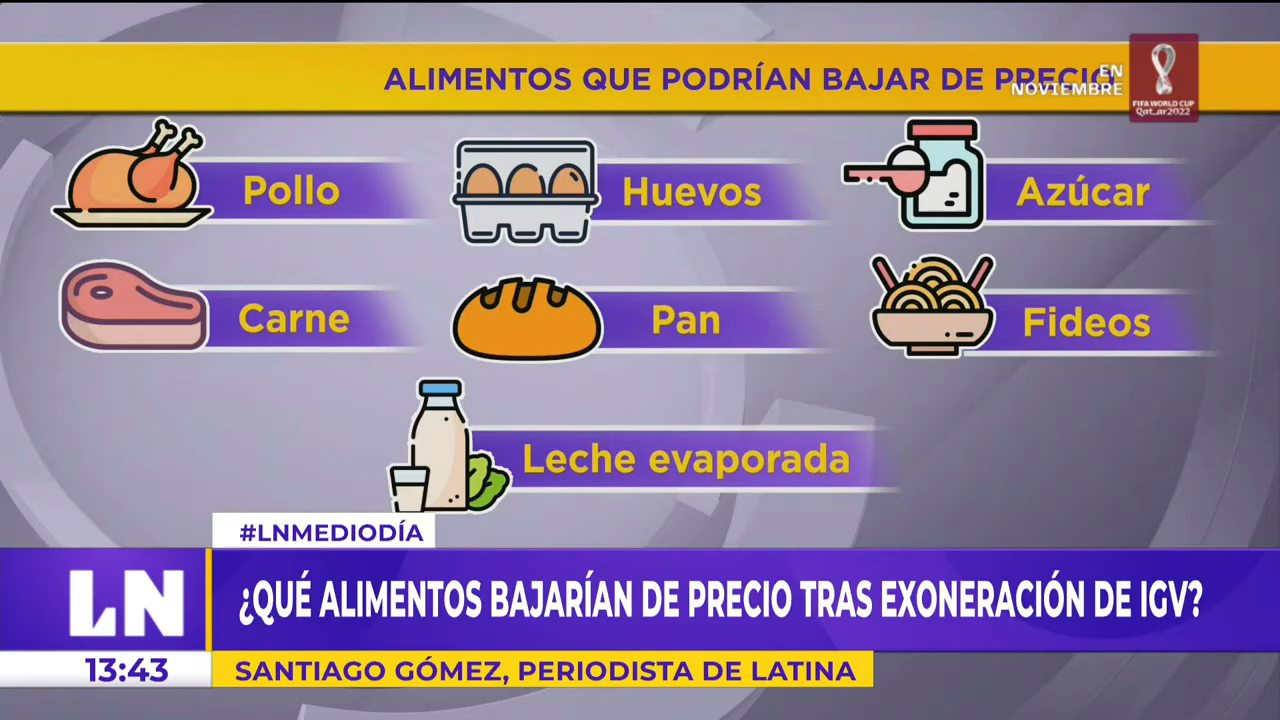 ALIMENTOS QUE PODRÍAN BAJAR DE PRECIO
EN
NOVIEMBRE
FIFA WORLD CUP
Qatar2022
Pollo
Huevos
Azúcar
Carne
Pan
Fideos
Leche evaporada
#LNMEDIODÍA
LN
¿QUÉ ALIMENTOS BAJARÍAN DE PRECIO TRAS EXONERACIÓN DE IGV?
13:43
SANTIAGO GÓMEZ, PERIODISTA DE LATINA